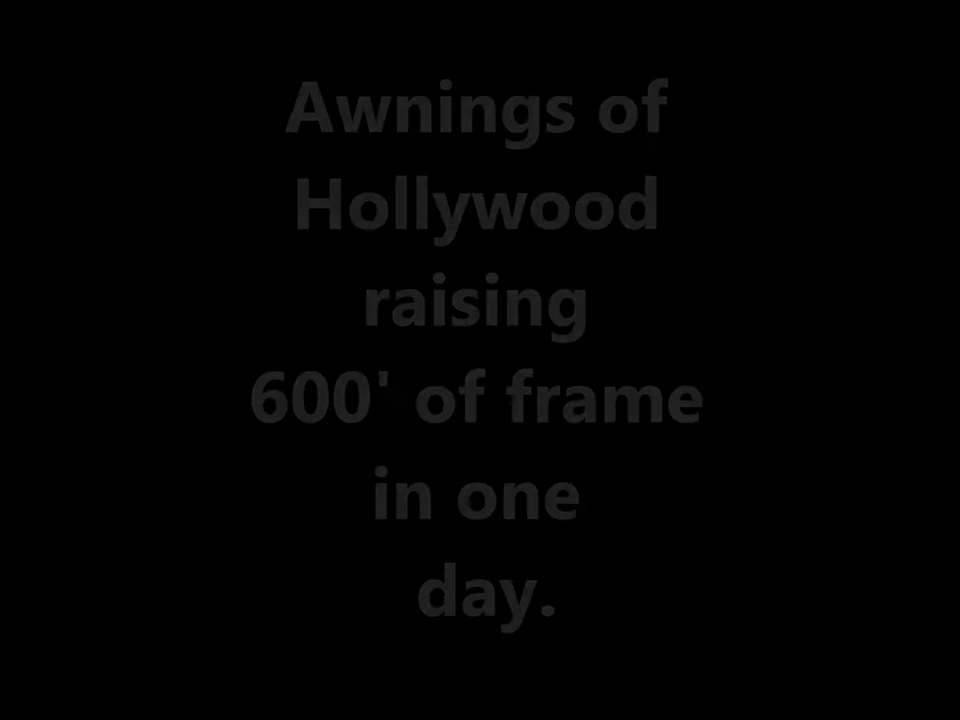 Awnings of
Hollywood
raising
600' of frame
in one
day.